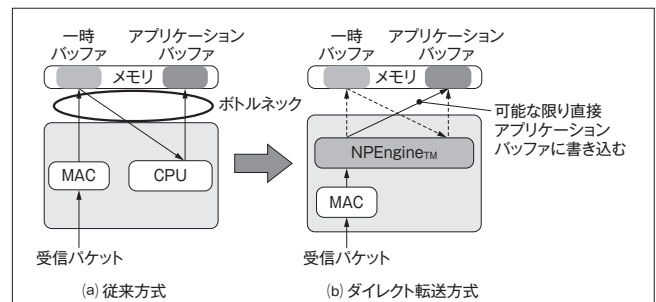 一時
バッファ
アプリケーション
バッファ
メモリ
ボトルネック
MAC
CPU
受信パケット
(a) 従来方式
一時
バッファ
アプリケーション
バッファ
メモリ
可能な限り直接
アプリケーション
バッファに書き込む
NPEngineTM
MAC
受信パケット
(b) ダイレクト転送方式